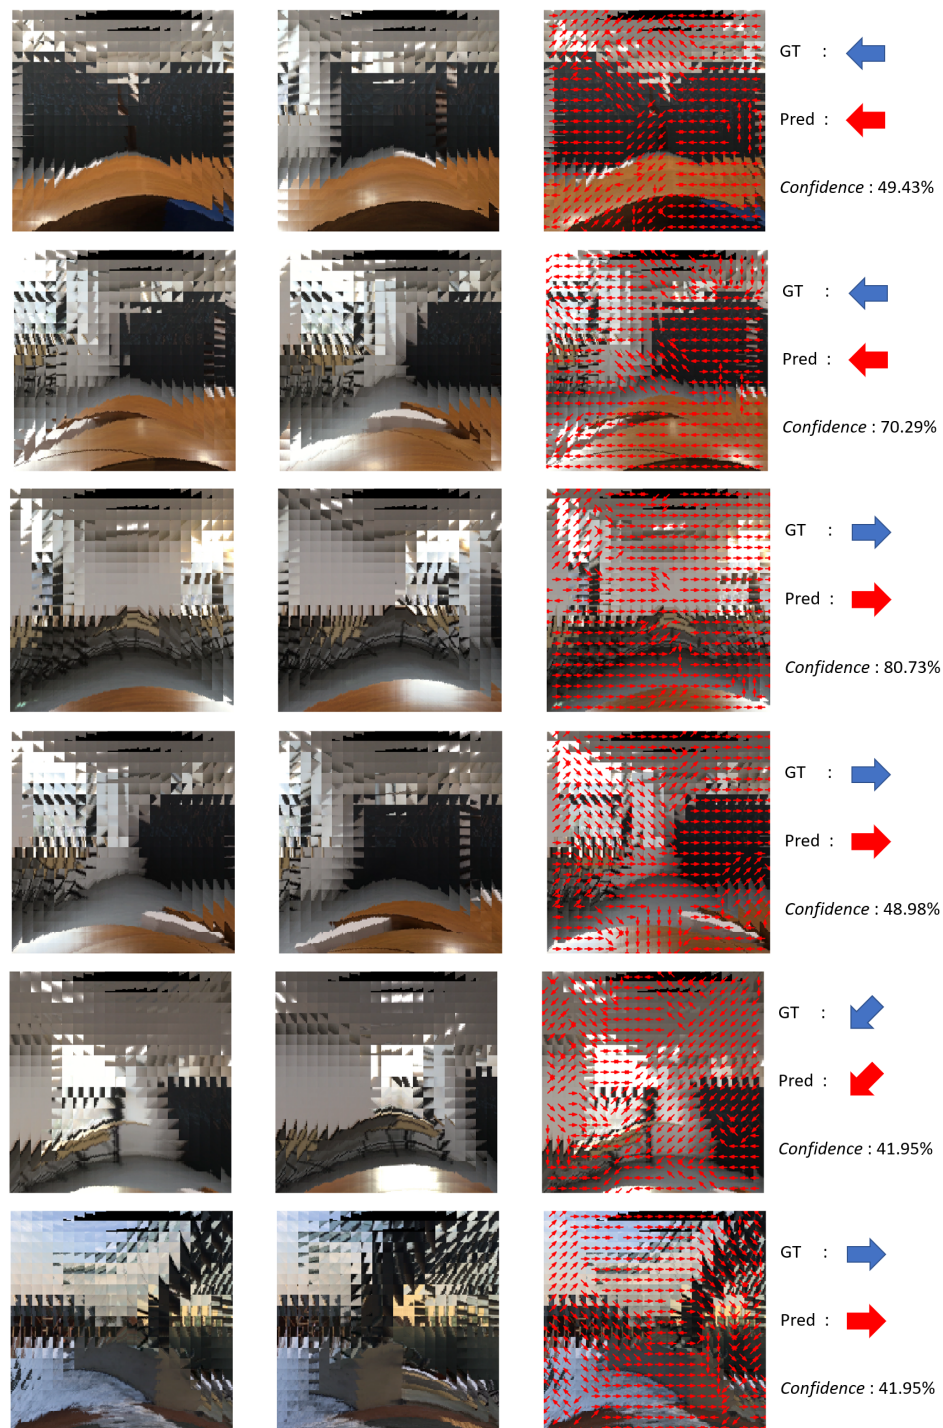 GT :
Pred :
Confidence : 49.43%
GT :
Pred :
Confidence : 70.29%
GT :
Pred :
Confidence : 80.73%
GT :
Pred :
Confidence : 48.98%
GT :
Pred :
Confidence : 41.95%
GT :
Pred :
Confidence : 41.95%